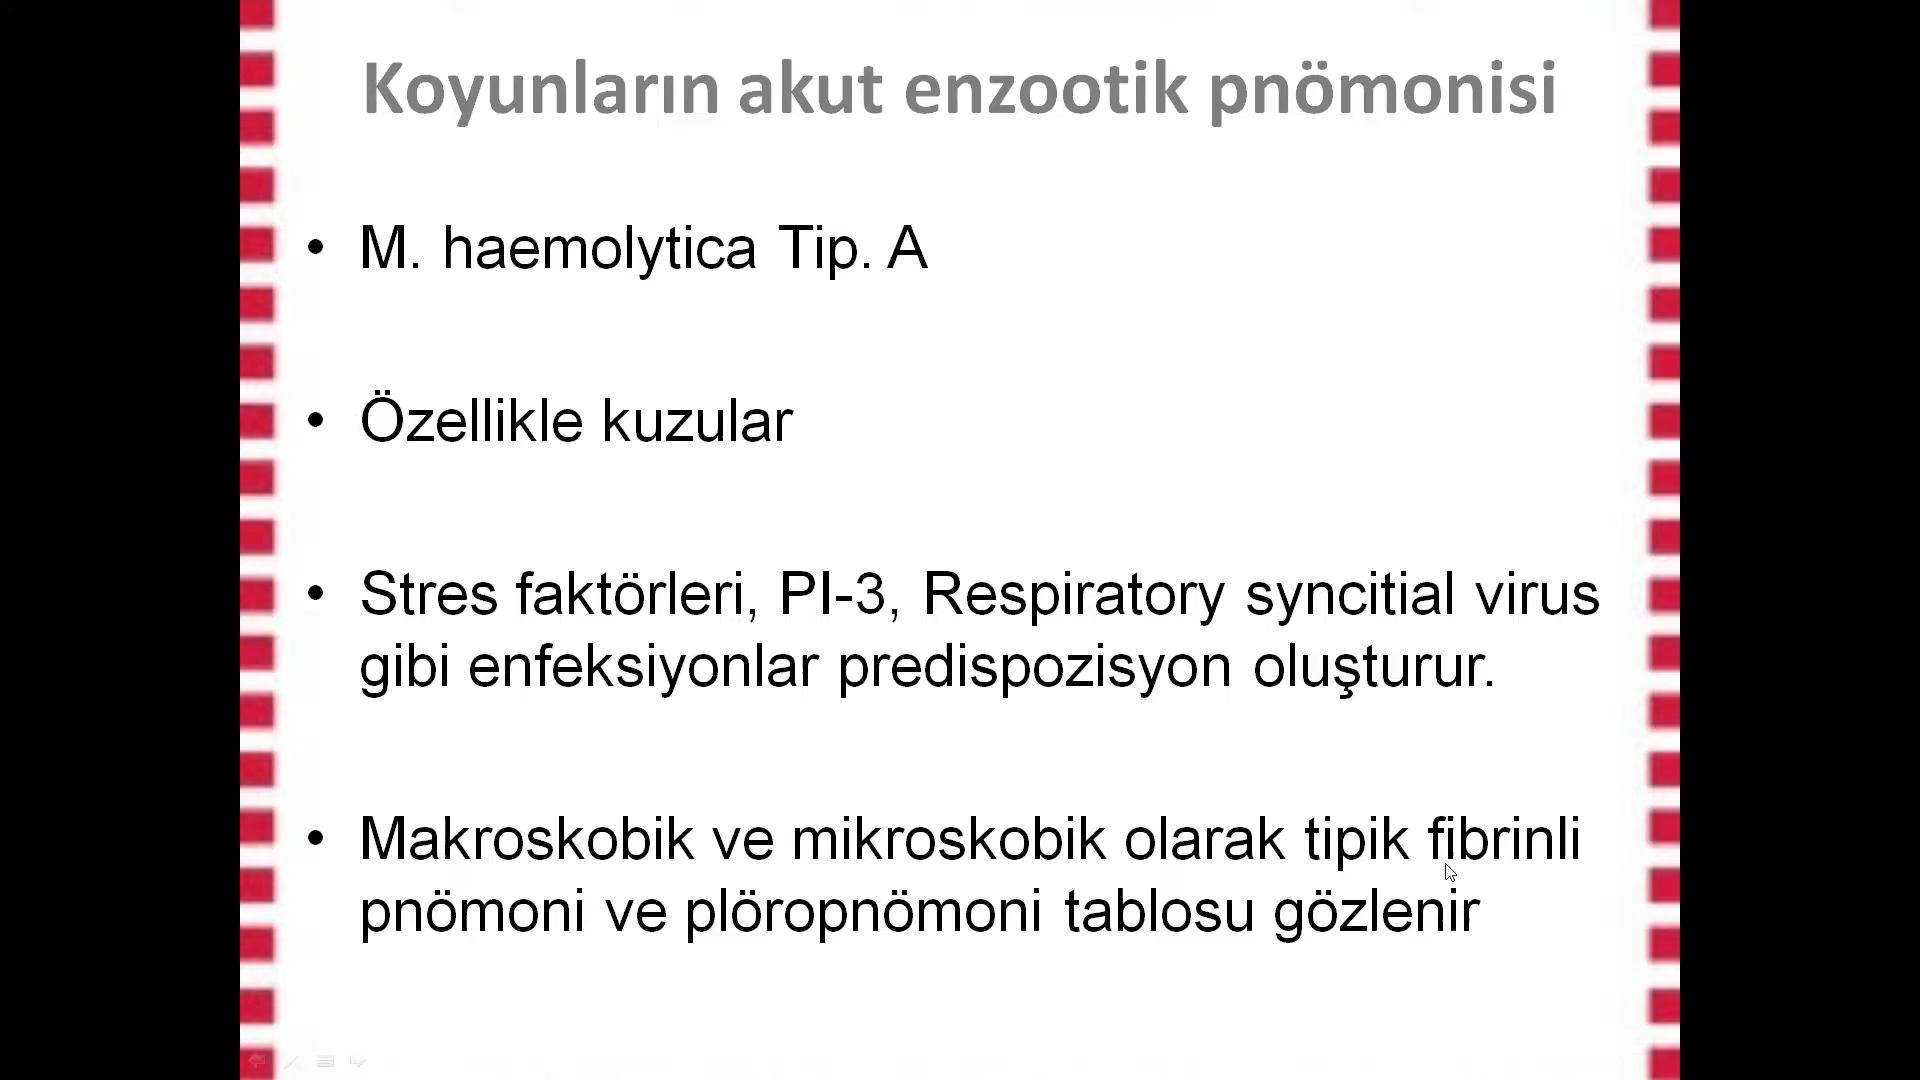 Koyunların akut enzootik pnömonisi
• M. haemolytica Tip. A
• Özellikle kuzular
• Stres faktörleri, PI-3, Respiratory syncitial virus
gibi enfeksiyonlar predispozisyon oluşturur.
• Makroskobik ve mikroskobik olarak tipik fibrinli
pnömoni ve plöropnömoni tablosu gözlenir